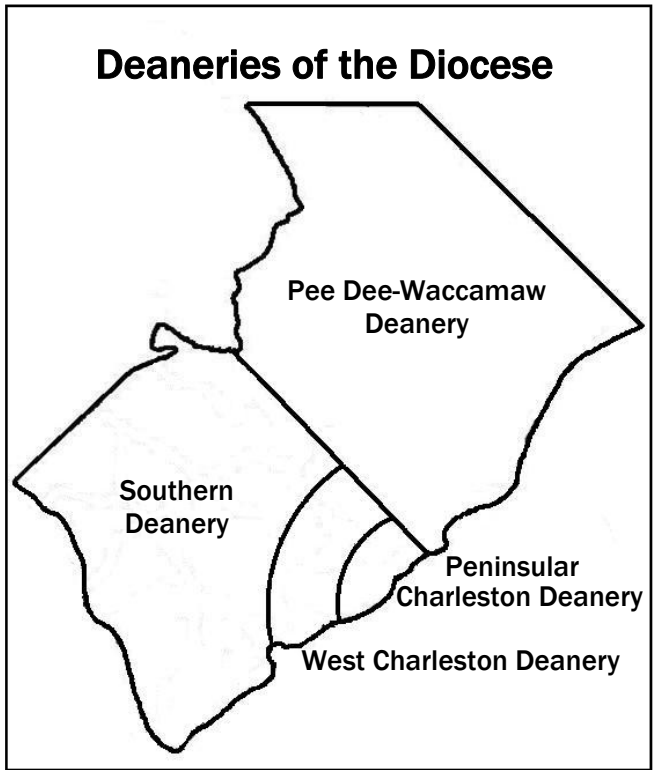 Deaneries of the Diocese
Pee Dee-Waccamaw
Deanery
Southern
Deanery
Peninsular
Charleston Deanery
West Charleston Deanery